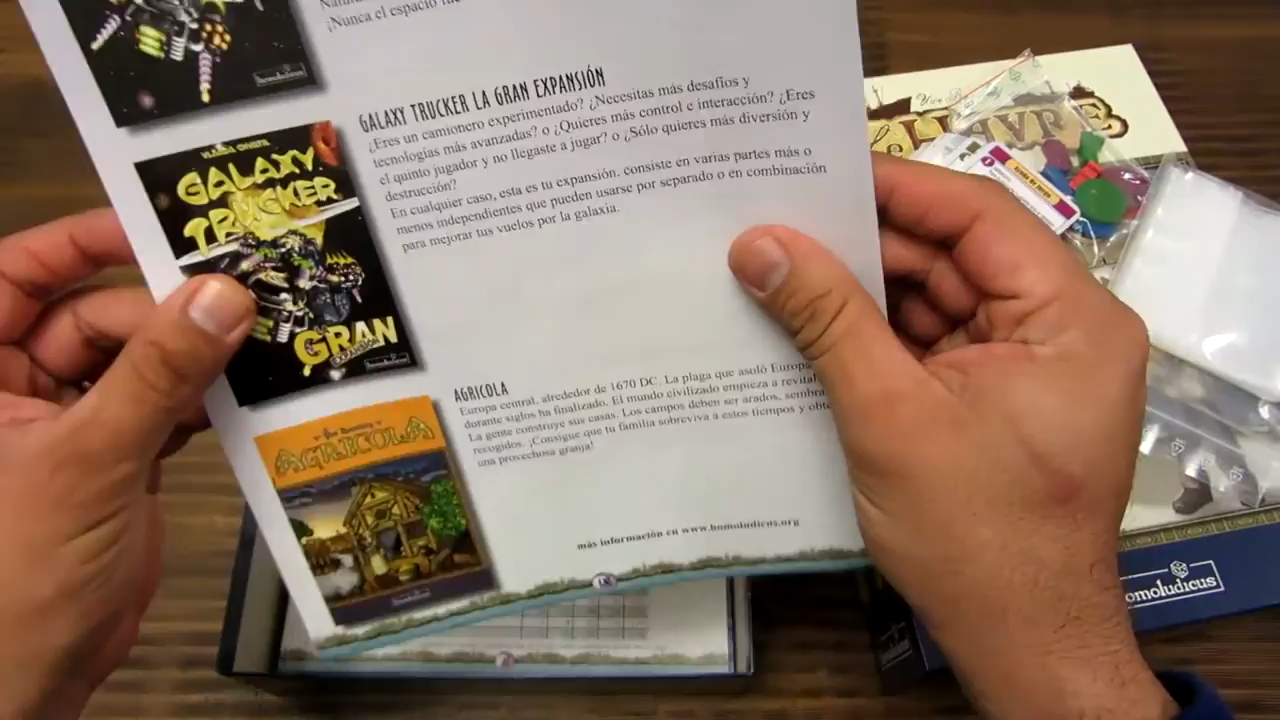 ¡Nunca el espacio
homoludicus
GALAXY TRUCKER LA GRAN EXPANSIÓN
¿Eres un camionero experimentado? ¿Necesitas más desafíos y
tecnologías más avanzadas? o ¿Quieres más control e interacción? ¿Eres
el quinto jugador y no llegaste a jugar? o ¿Sólo quieres más diversión y
destrucción?
En cualquier caso, esta es tu expansión. consiste en varias partes más o
menos independientes que pueden usarse por separado o en combinación
para mejorar tus vuelos por la galaxia.
GALAXY
TRUCKER
GRAN
EXPANSIÓN
homoludicus
AGRICOLA
Europa central, alrededor de 1670 DC. La plaga que asoló Europa
durante siglos ha finalizado. El mundo civilizado empieza a
La gente construye sus casas. Los campos deben ser arados,
recogidos. ¡Consigue que tu familia sobreviva a estos tiempos y
una provechosa granja!
AGRICOLA
homoludicus
más información en www.homoludicus.org
homoludicus